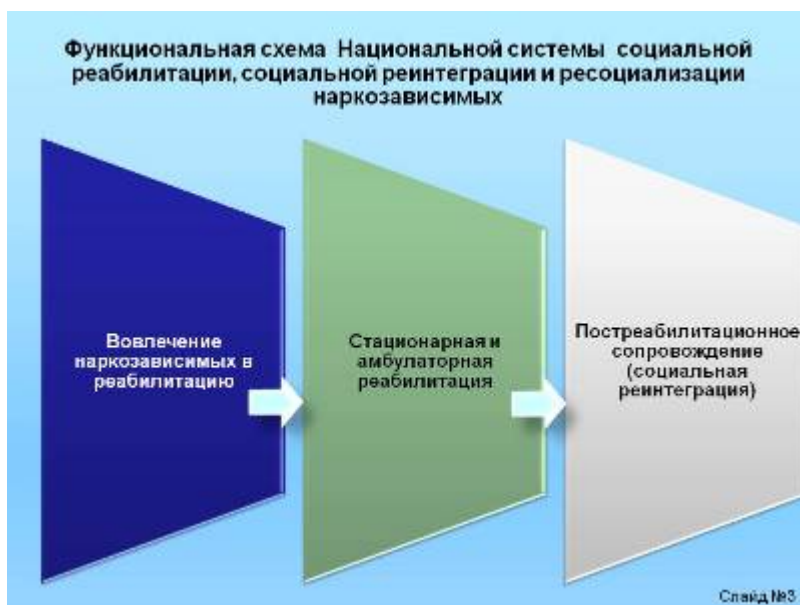 Функциональная схема Национальной системы социальной
реабилитации, социальной реинтеграции и ресоциализации
наркозависимых
Вовлечение
наркозависимых в
реабилитацию
Стационарная и
амбулаторная
реабилитация
Постреабилитационное
сопровождение
(социальная
реинтеграция)
Слайд №3